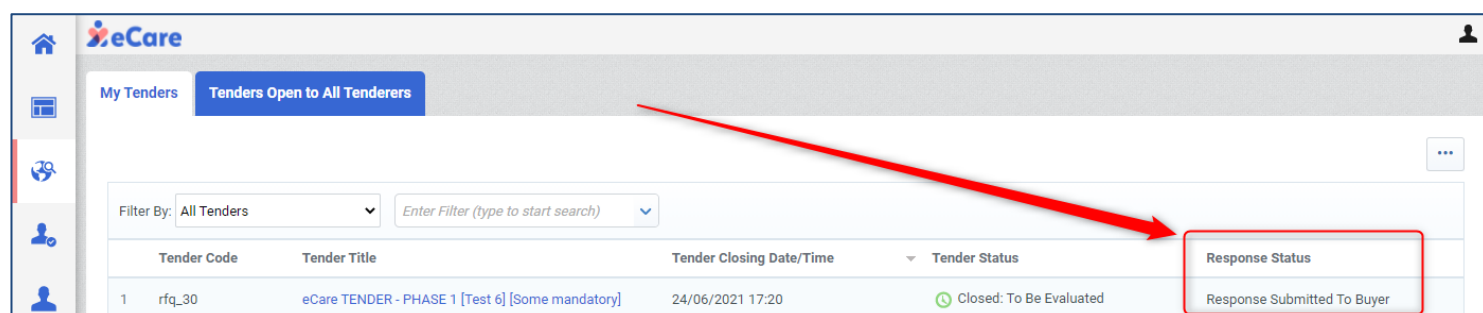 eCare
My Tenders Tenders Open to All Tenderers
...
Filter By: All Tenders Enter Filter (type to start search)
Tender Code Tender Title Tender Closing Date/Time Tender Status Response Status
1 rfq_30 eCare TENDER - PHASE 1 [Test 6] [Some mandatory] 24/06/2021 17:20 Closed: To Be Evaluated Response Submitted To Buyer